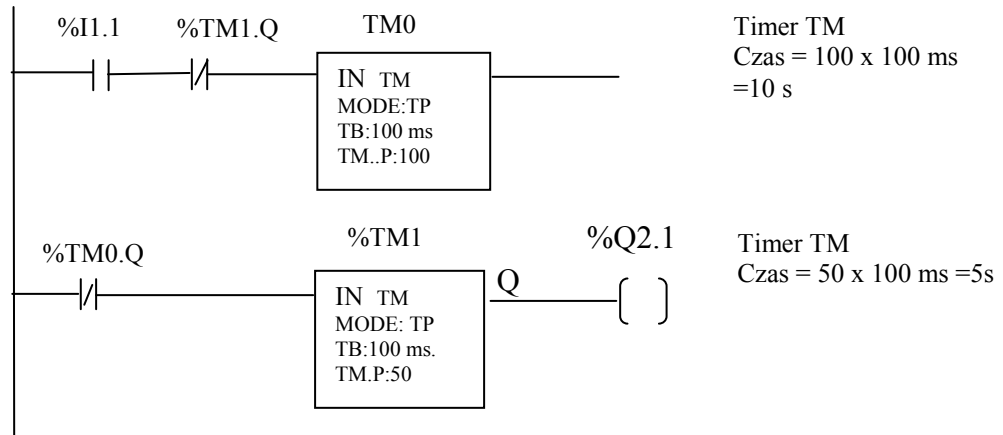 %I1.1 %TM1.Q TM0
IN TM
MODE:TP
TB:100 ms
TM..P:100
Timer TM
Czas = 100 x 100 ms
=10 s
%TM0.Q %TM1 %Q2.1
IN TM
MODE: TP
TB:100 ms.
TM.P:50
Q
Timer TM
Czas = 50 x 100 ms =5s